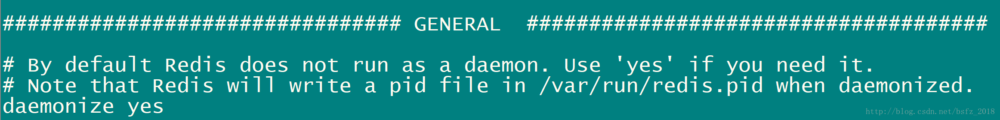 ################################ GENERAL  #####################################
# By default Redis does not run as a daemon. Use 'yes' if you need it.
# Note that Redis will write a pid file in /var/run/redis.pid when daemonized.
daemonize yes
http://blog.csdn.net/bsfz_2018